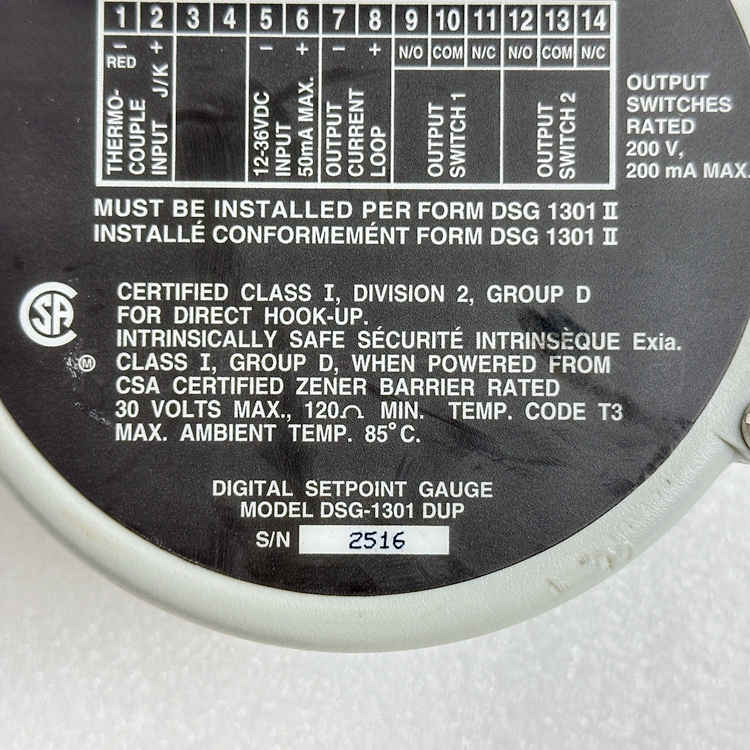 1 2 3 4 5 6 7 8 9 10 11 12 13 14
− + − + − + N/O COM N/C N/O COM N/C
RED
THERMO-
COUPLE
INPUT J/K
12-36VDC
INPUT
50mA MAX.
OUTPUT
CURRENT
LOOP
OUTPUT
SWITCH 1
OUTPUT
SWITCH 2
OUTPUT
SWITCHES
RATED
200 V,
200 mA MAX.
MUST BE INSTALLED PER FORM DSG 1301 II
INSTALLÉ CONFORMEMÉNT FORM DSG 1301 II
SA
CERTIFIED CLASS I, DIVISION 2, GROUP D
FOR DIRECT HOOK-UP.
INTRINSICALLY SAFE SÉCURITÉ INTRINSÈQUE Exia.
M CLASS I, GROUP D, WHEN POWERED FROM
CSA CERTIFIED ZENER BARRIER RATED
30 VOLTS MAX., 120Ω MIN. TEMP. CODE T3
MAX. AMBIENT TEMP. 85°C.
DIGITAL SETPOINT GAUGE
MODEL DSG-1301 DUP
S/N 2516